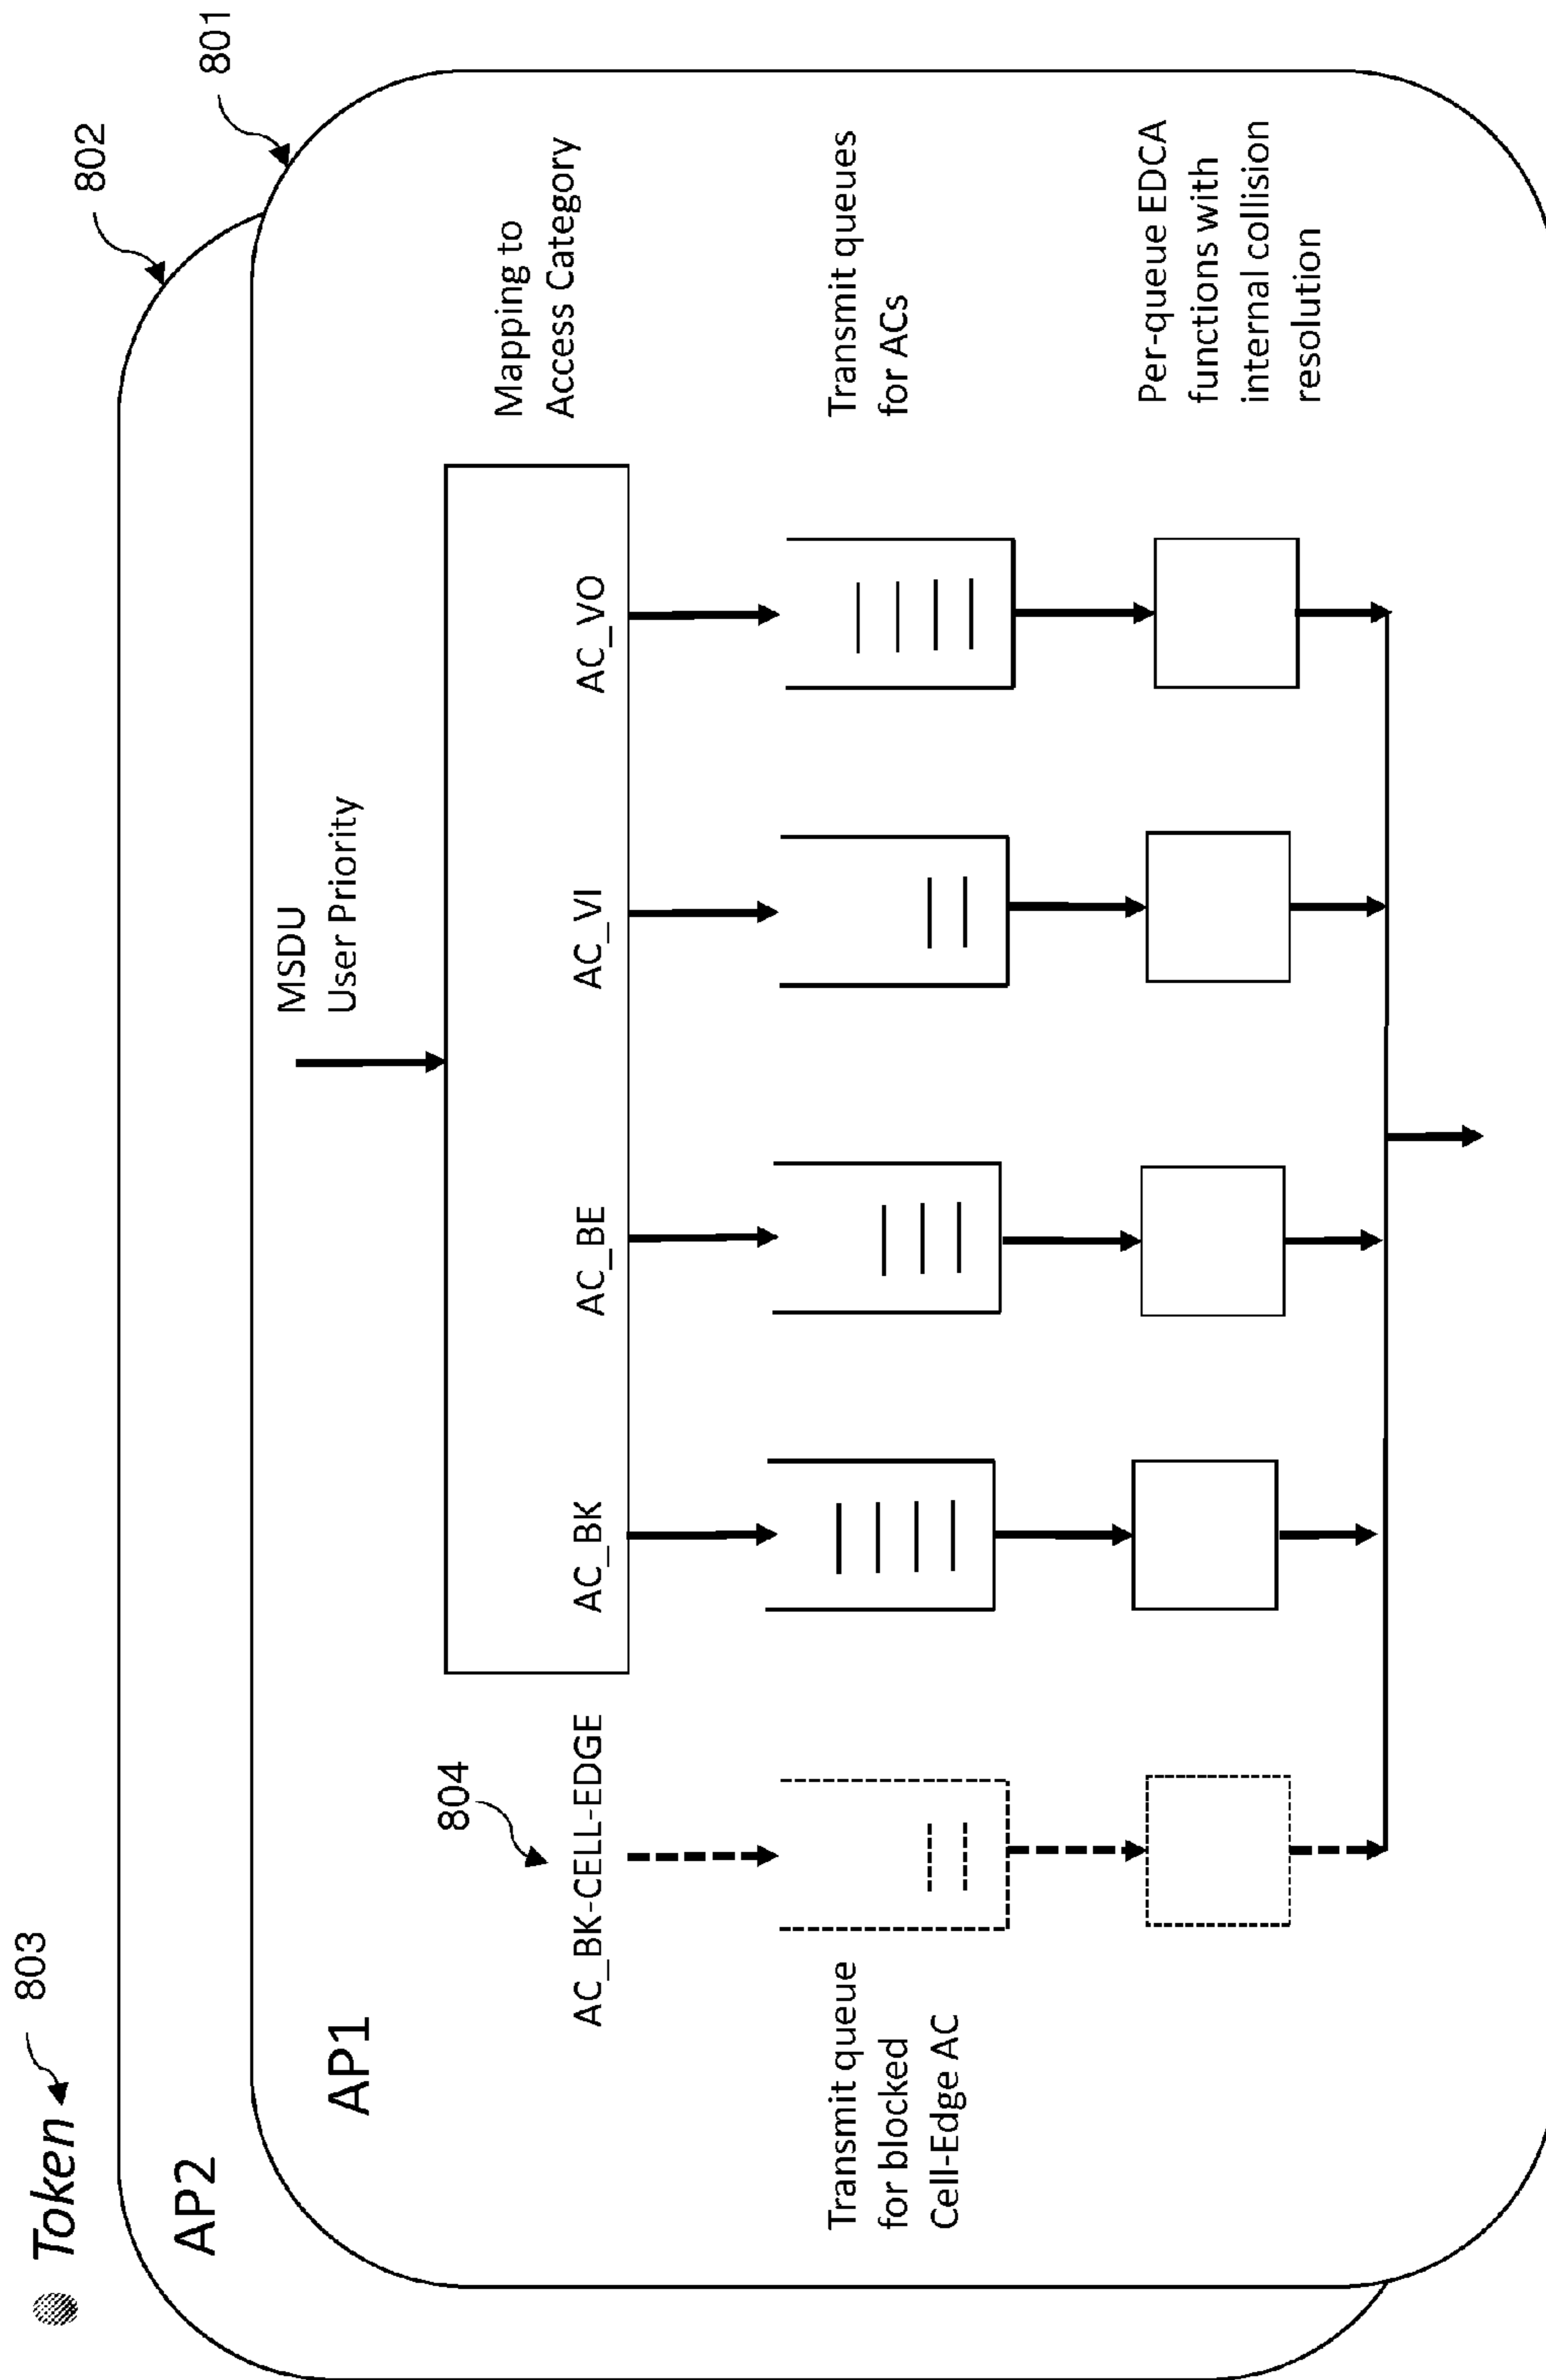 Token 803
802
801
AP2
AP1
MSDU
User Priority
Mapping to
Access Category
804
AC_BK-CELL-EDGE
AC_BK
AC_BE
AC_VI
AC_VO
Transmit queue
for blocked
Cell-Edge AC
Transmit queues
for ACs
Per-queue EDCA
functions with
internal collision
resolution